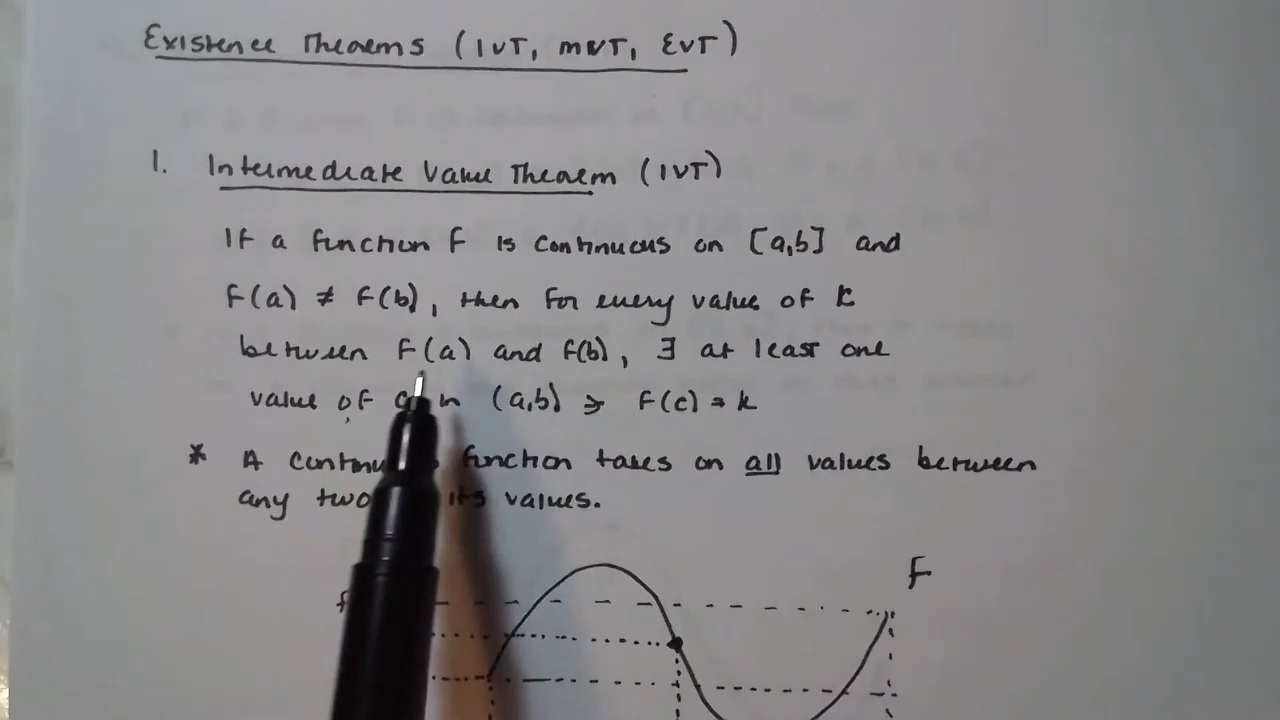 Existence Theorems (IVT, MVT, EVT)
1. Intermediate Value Theorem (IVT)
If a function f is continuous on [a,b] and
f(a) ≠ f(b), then for every value of k
between f(a) and f(b), ∃ at least one
value of in (a,b) ∋ f(c) = k
* A function takes on all values between
any two its values.
f